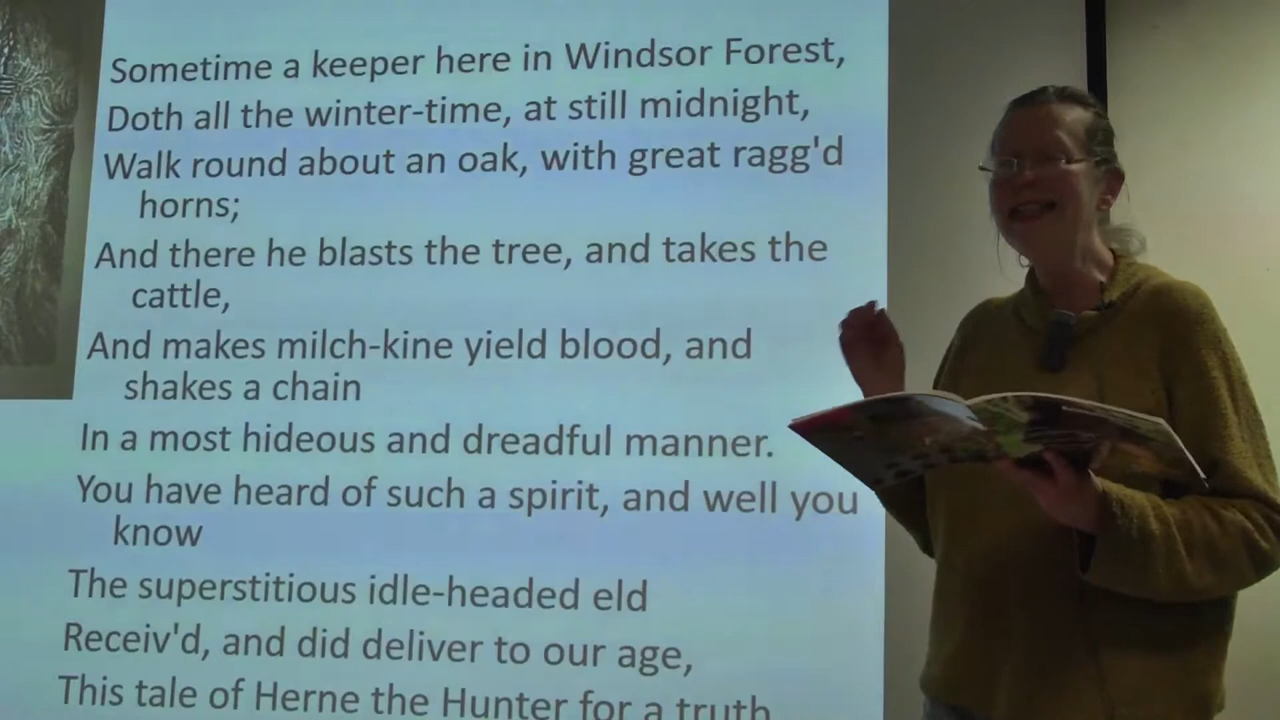 Sometime a keeper here in Windsor Forest,
Doth all the winter-time, at still midnight,
Walk round about an oak, with great ragg'd
horns;
And there he blasts the tree, and takes the
cattle,
And makes milch-kine yield blood, and
shakes a chain
In a most hideous and dreadful manner.
You have heard of such a spirit, and well you
know
The superstitious idle-headed eld
Receiv'd, and did deliver to our age,
This tale of Herne the Hunter for a truth